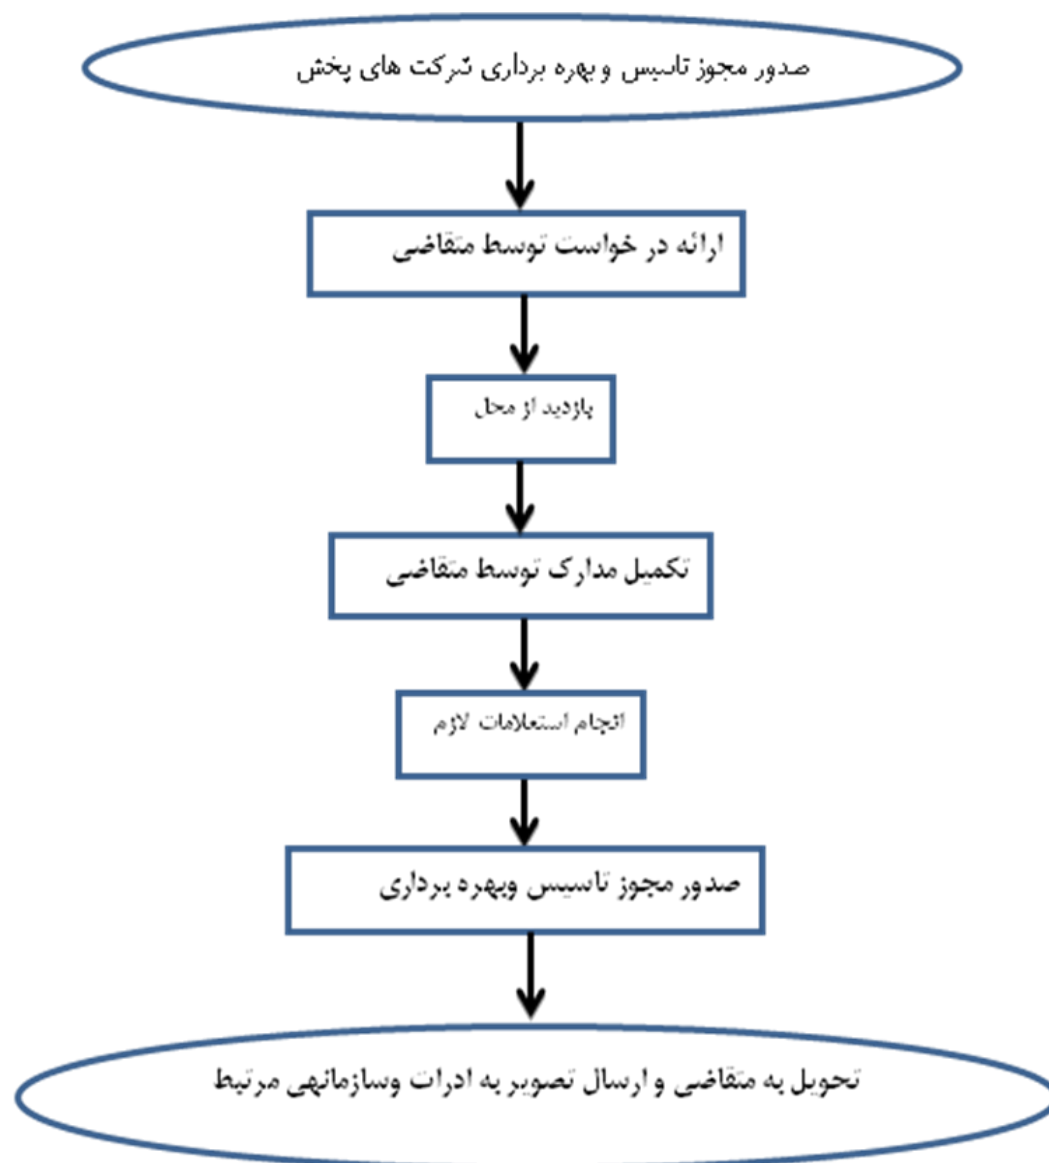 صدور مجوز تاسیس و بهره برداری شرکت های پخش
ارائه در خواست توسط متقاضی
بازدید از محل
تکمیل مدارک توسط متقاضی
انجام استعلامات لازم
صدور مجوز تاسیس وبهره برداری
تحویل به متقاضی و ارسال تصویر به ادرات وسازمانهی مرتبط